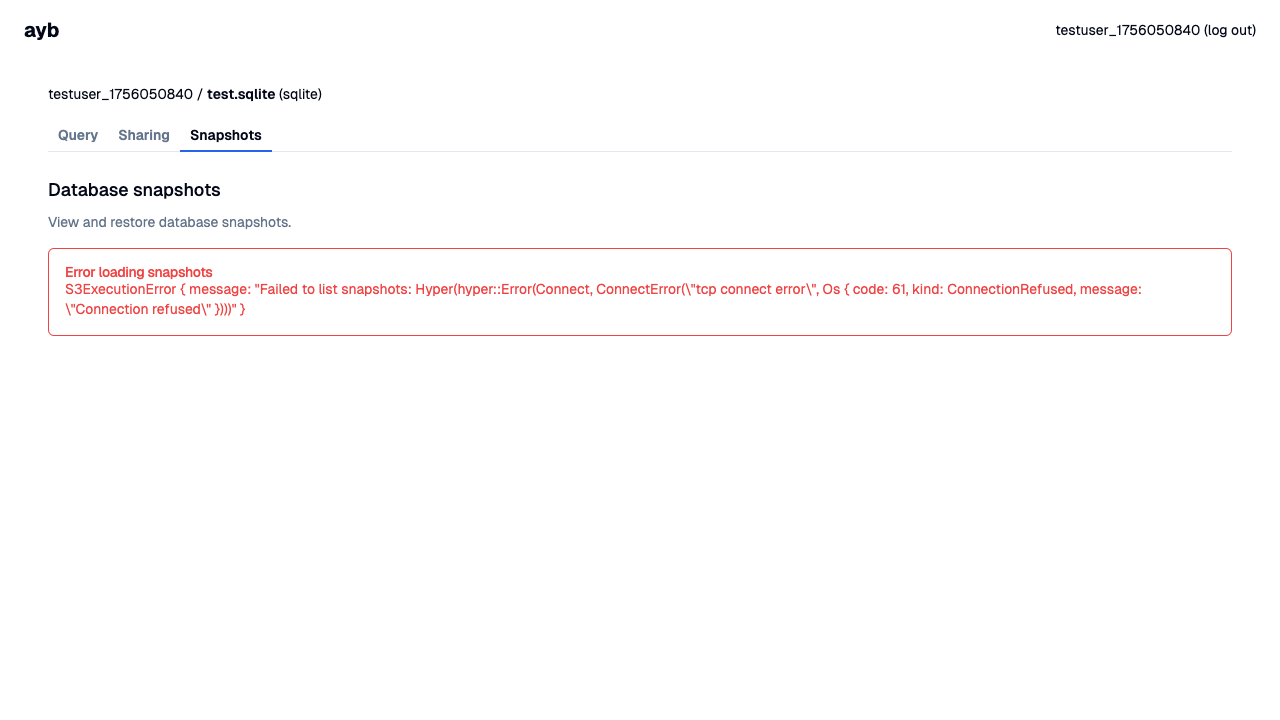 ayb
testuser_1756050840 (log out)
testuser_1756050840 / test.sqlite (sqlite)
Query Sharing Snapshots
Database snapshots
View and restore database snapshots.
Error loading snapshots
S3ExecutionError { message: "Failed to list snapshots: Hyper(hyper::Error(Connect, ConnectError(\"tcp connect error\", Os { code: 61, kind: ConnectionRefused, message:
\"Connection refused\" })))" }